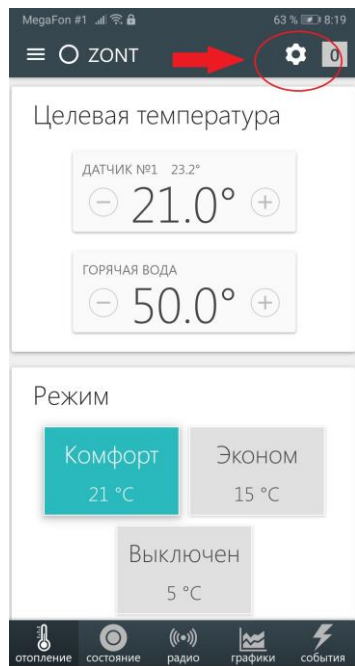 MegaFon #1 63 % 8:19
ZONT 0
Целевая температура
ДАТЧИК №1 23.2°
21.0°
ГОРЯЧАЯ ВОДА
50.0°
Режим
Комфорт Эконом
21 °C 15 °C
Выключен
5 °C
отопление состояние радио графики события